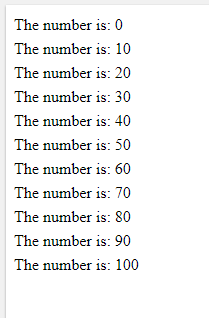 The number is: 0
The number is: 10
The number is: 20
The number is: 30
The number is: 40
The number is: 50
The number is: 60
The number is: 70
The number is: 80
The number is: 90
The number is: 100